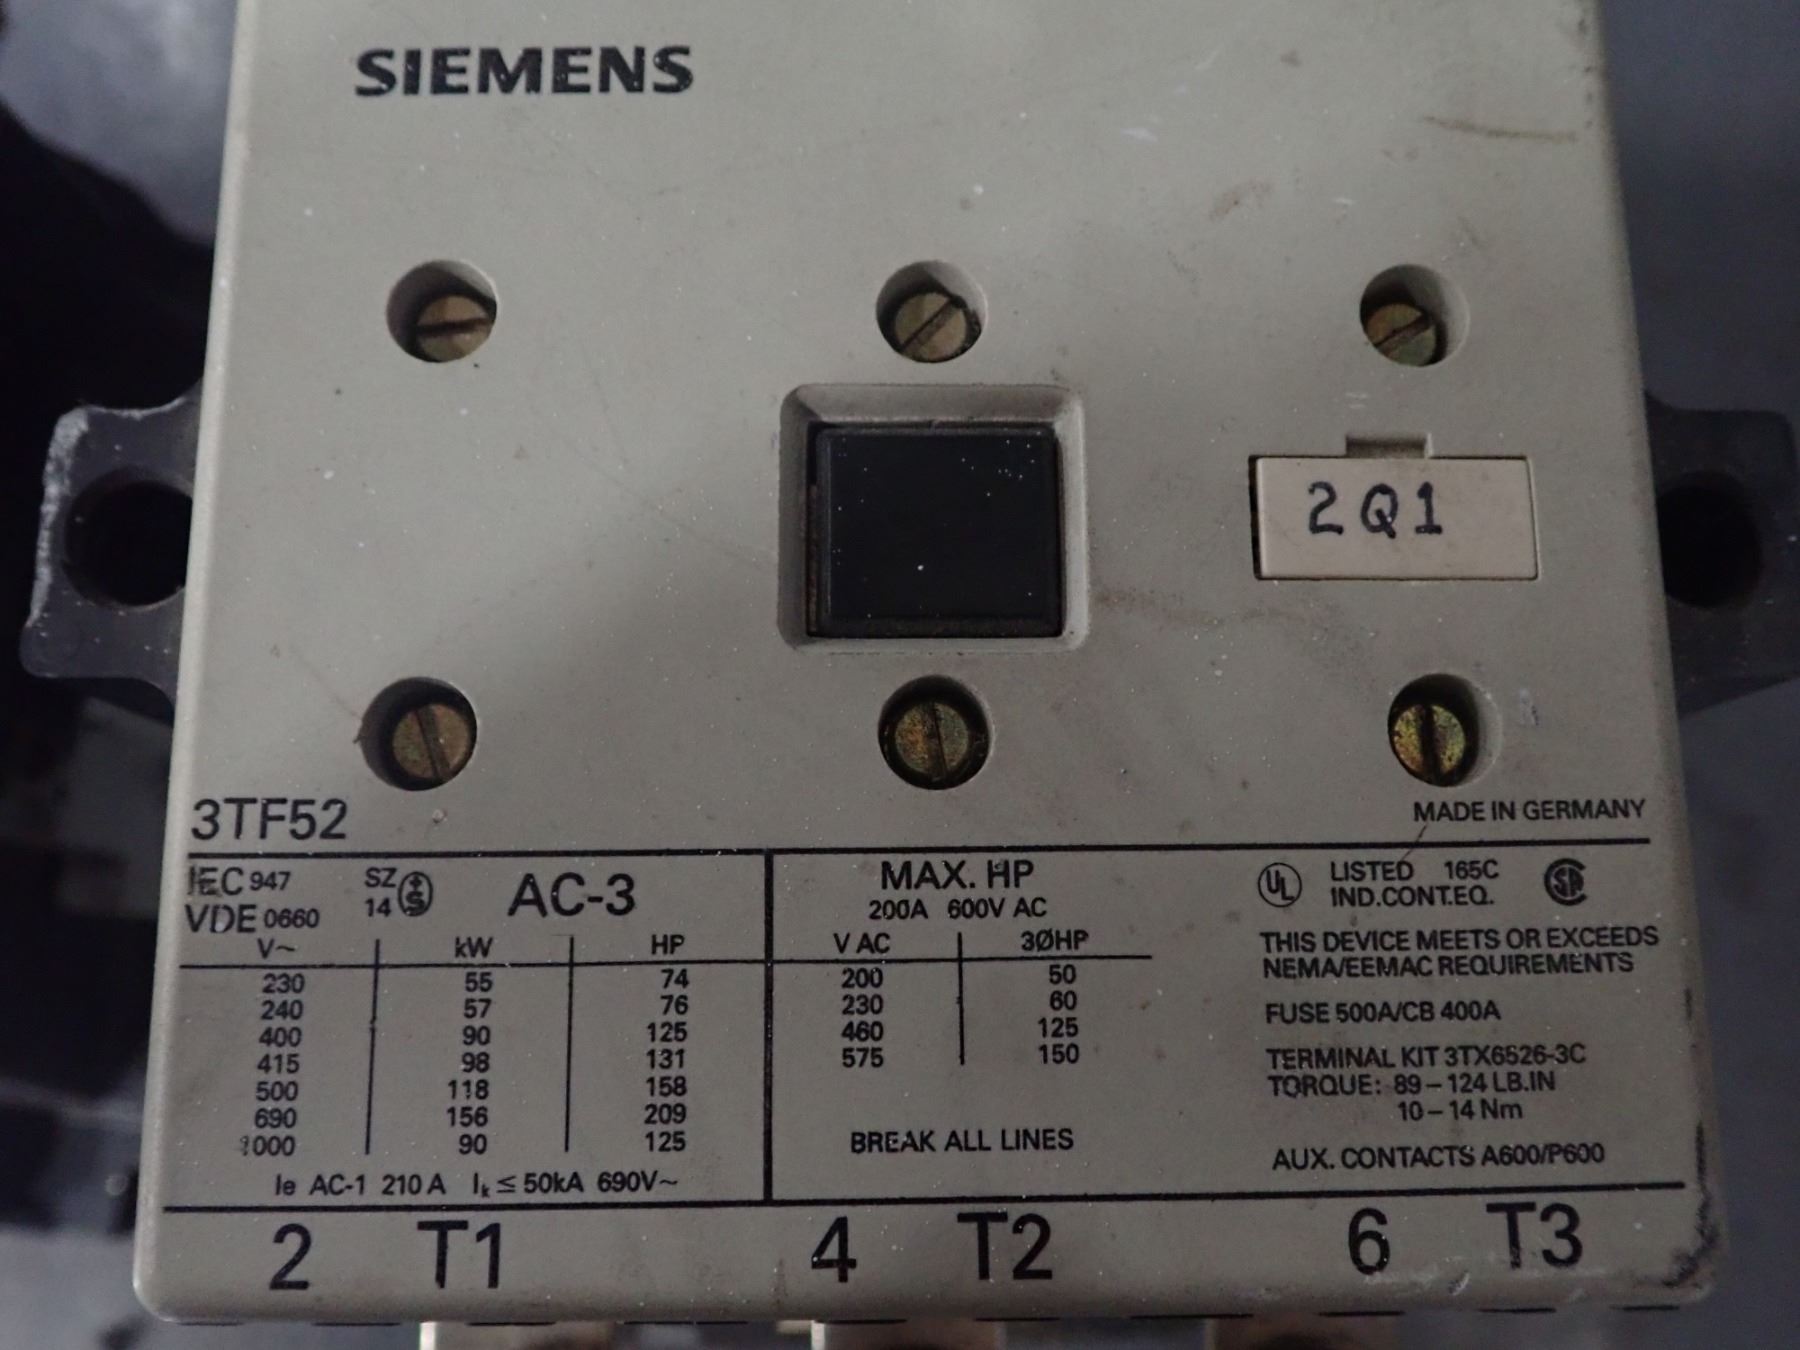 SIEMENS
2Q1
3TF52
MADE IN GERMANY
IEC 947
VDE 0660
SZ
14
AC-3
V~ kW HP
230 55 74
240 57 76
400 90 125
415 98 131
500 118 158
690 156 209
1000 90 125
Ie AC-1 210 A Ik ≤ 50kA 690V~
MAX. HP
200A 600V AC
V AC 3ØHP
200 50
230 60
460 125
575 150
BREAK ALL LINES
UL LISTED 165C
IND.CONT.EQ.
SA
THIS DEVICE MEETS OR EXCEEDS
NEMA/EEMAC REQUIREMENTS
FUSE 500A/CB 400A
TERMINAL KIT 3TX6526-3C
TORQUE: 89 – 124 LB.IN
10 – 14 Nm
AUX. CONTACTS A600/P600
2 T1 4 T2 6 T3